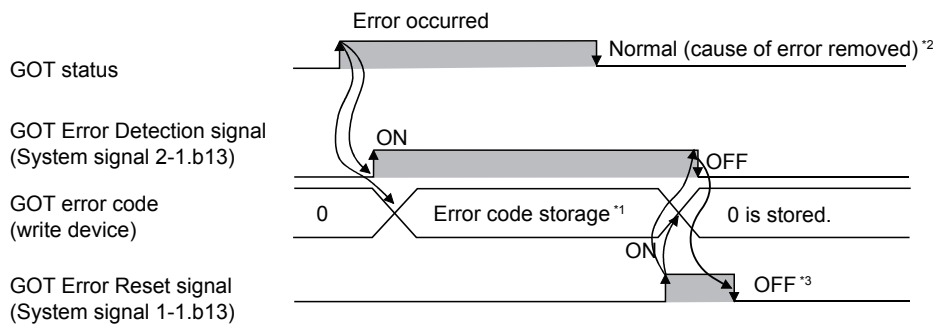 Error occurred
Normal (cause of error removed) *2
GOT status
GOT Error Detection signal
(System signal 2-1.b13)
ON
OFF
GOT error code
(write device)
0
Error code storage *1
0 is stored.
ON
GOT Error Reset signal
(System signal 1-1.b13)
OFF *3